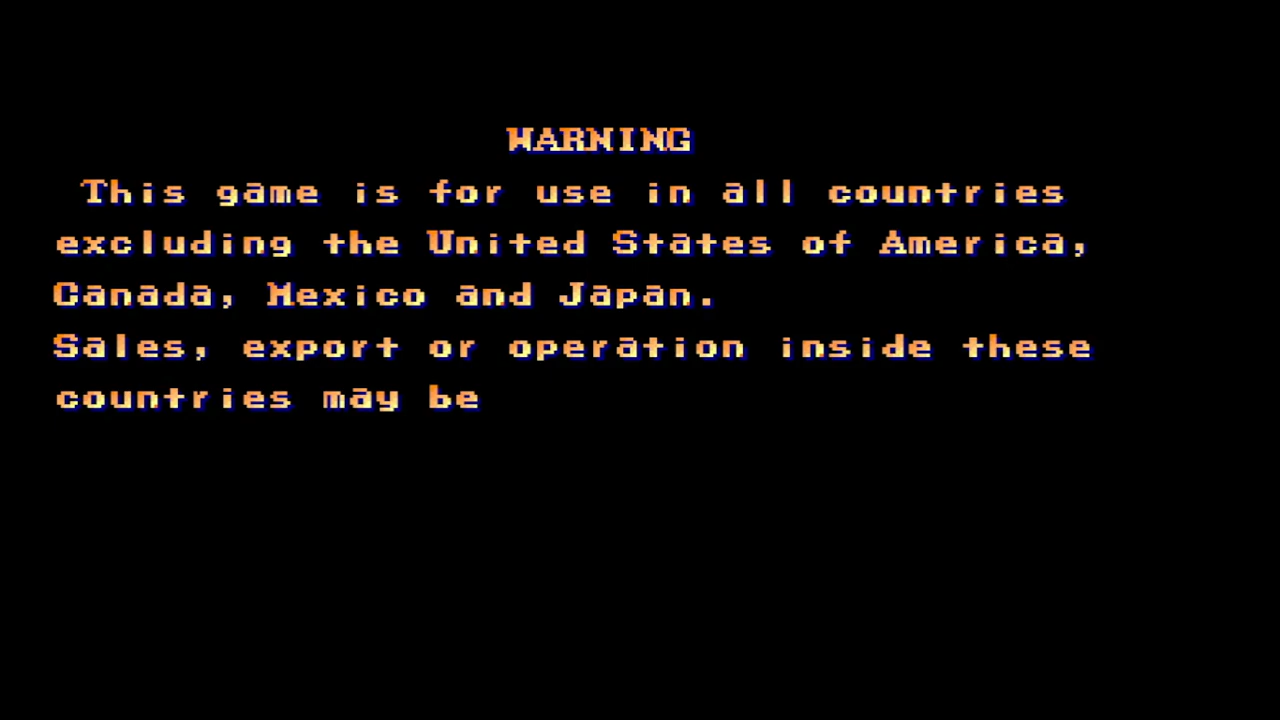 WARNING
This game is for use in all countries
excluding the United States of America,
Canada, Mexico and Japan.
Sales, export or operation inside these
countries may be